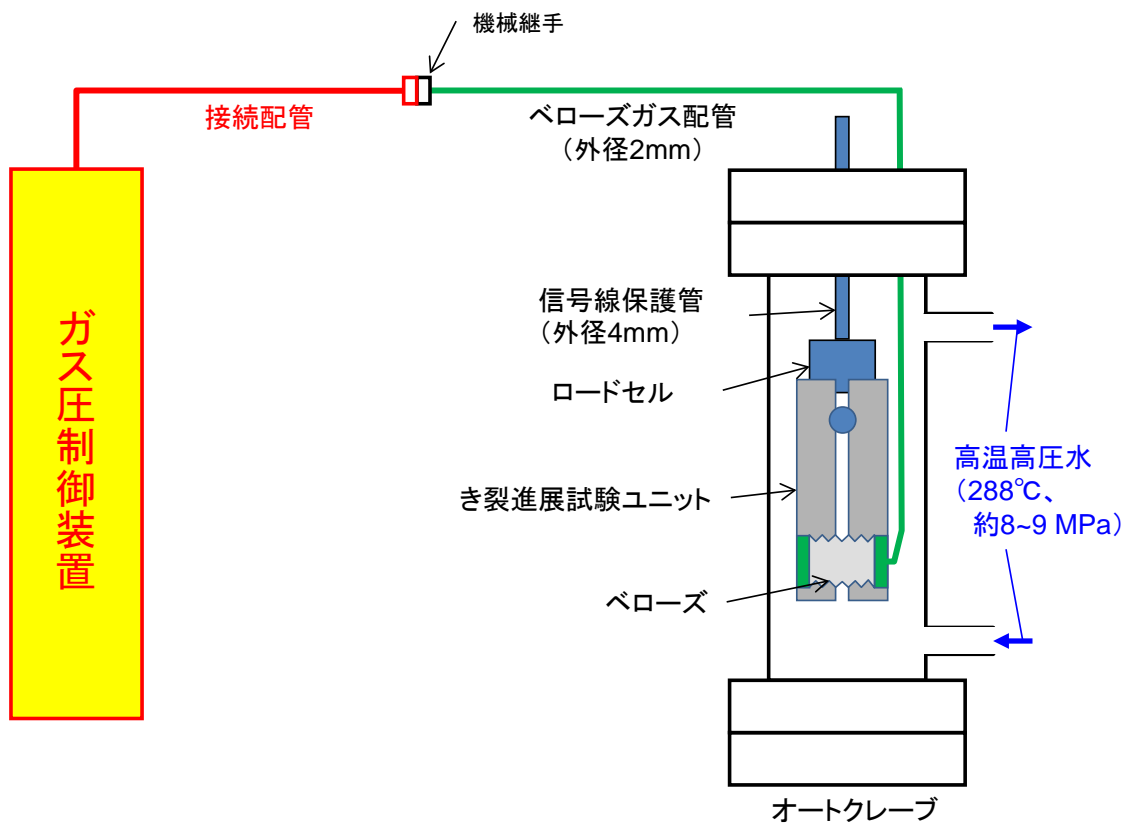 機械継手
接続配管
ベローズガス配管
（外径2mm）
ガス圧制御装置
信号線保護管
（外径4mm）
ロードセル
き裂進展試験ユニット
高温高圧水
（288℃、
約8~9 MPa）
ベローズ
オートクレーブ